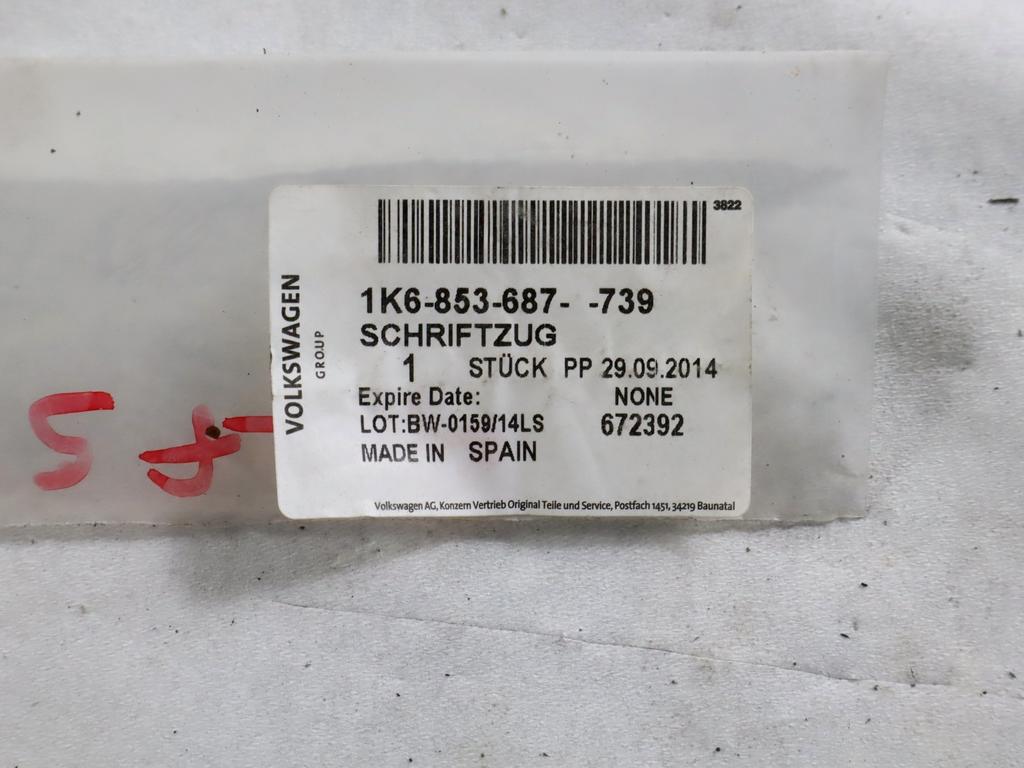 3822
VOLKSWAGEN
GROUP
1K6-853-687- -739
SCHRIFTZUG
1 STÜCK PP 29.09.2014
Expire Date: NONE
LOT:BW-0159/14LS 672392
MADE IN SPAIN
Volkswagen AG, Konzern Vertrieb Original Teile und Service, Postfach 1451, 34219 Baunatal